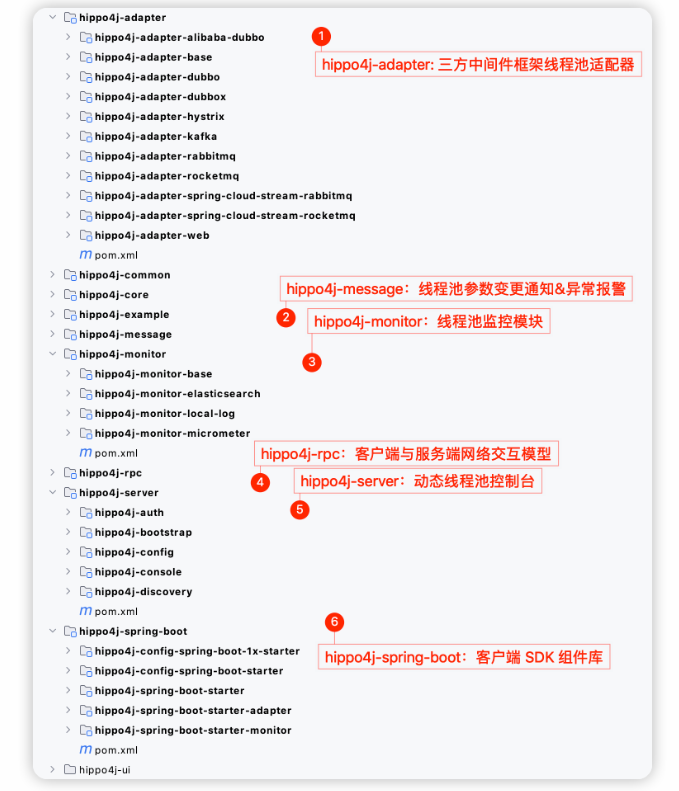 hippo4j-adapter
hippo4j-adapter-alibaba-dubbo
1
hippo4j-adapter-base
hippo4j-adapter: 三方中间件框架线程池适配器
hippo4j-adapter-dubbo
hippo4j-adapter-dubbox
hippo4j-adapter-hystrix
hippo4j-adapter-kafka
hippo4j-adapter-rabbitmq
hippo4j-adapter-rocketmq
hippo4j-adapter-spring-cloud-stream-rabbitmq
hippo4j-adapter-spring-cloud-stream-rocketmq
hippo4j-adapter-web
m pom.xml
hippo4j-common
hippo4j-core
hippo4j-message：线程池参数变更通知&异常报警
hippo4j-example
2
hippo4j-monitor：线程池监控模块
hippo4j-message
hippo4j-monitor
3
hippo4j-monitor-base
hippo4j-monitor-elasticsearch
hippo4j-monitor-local-log
hippo4j-monitor-micrometer
m pom.xml
hippo4j-rpc：客户端与服务端网络交互模型
hippo4j-rpc
4
hippo4j-server：动态线程池控制台
hippo4j-server
5
hippo4j-auth
hippo4j-bootstrap
hippo4j-config
hippo4j-console
hippo4j-discovery
m pom.xml
6
hippo4j-spring-boot
hippo4j-config-spring-boot-1x-starter
hippo4j-spring-boot：客户端 SDK 组件库
hippo4j-config-spring-boot-starter
hippo4j-spring-boot-starter
hippo4j-spring-boot-starter-adapter
hippo4j-spring-boot-starter-monitor
m pom.xml
hippo4j-ui